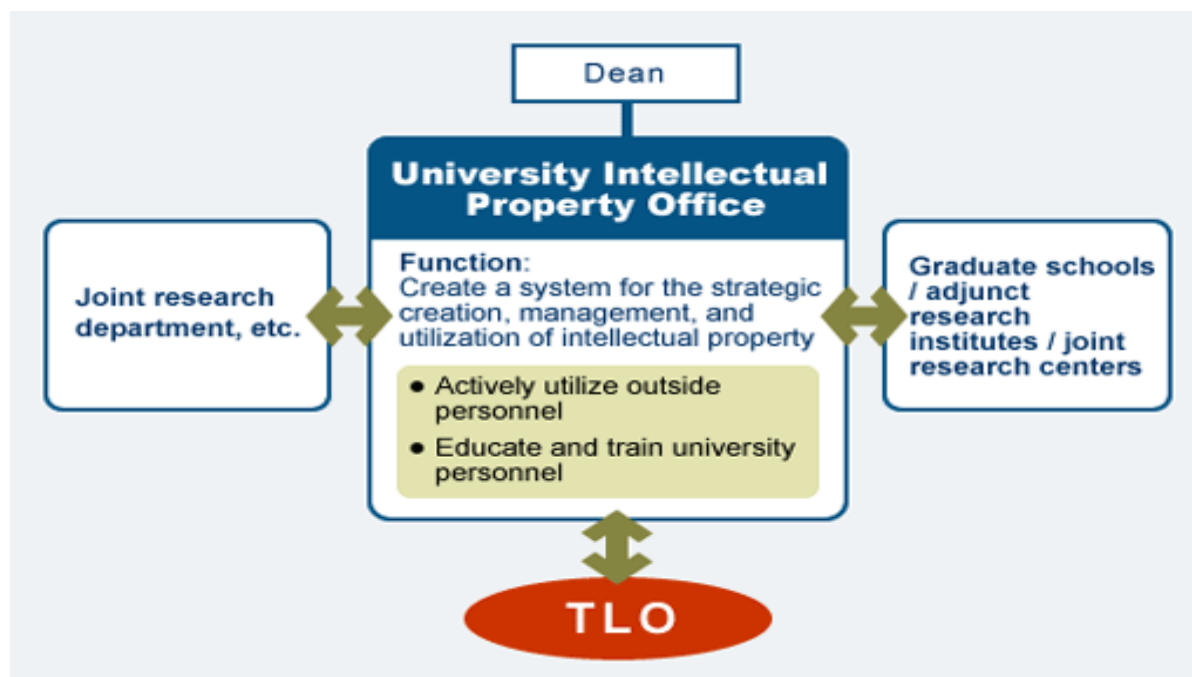 Dean
University Intellectual
Property Office
Joint research
department, etc.
Function:
Create a system for the strategic
creation, management, and
utilization of intellectual property
● Actively utilize outside
personnel
● Educate and train university
personnel
Graduate schools
/ adjunct
research
institutes / joint
research centers
TLO